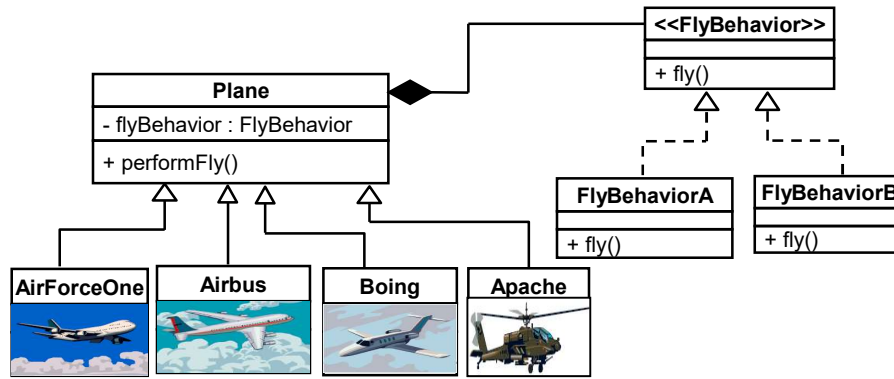 <<FlyBehavior>>
+ fly()
Plane
- flyBehavior : FlyBehavior
+ performFly()
FlyBehaviorA
+ fly()
FlyBehaviorB
+ fly()
AirForceOne
Airbus
Boing
Apache